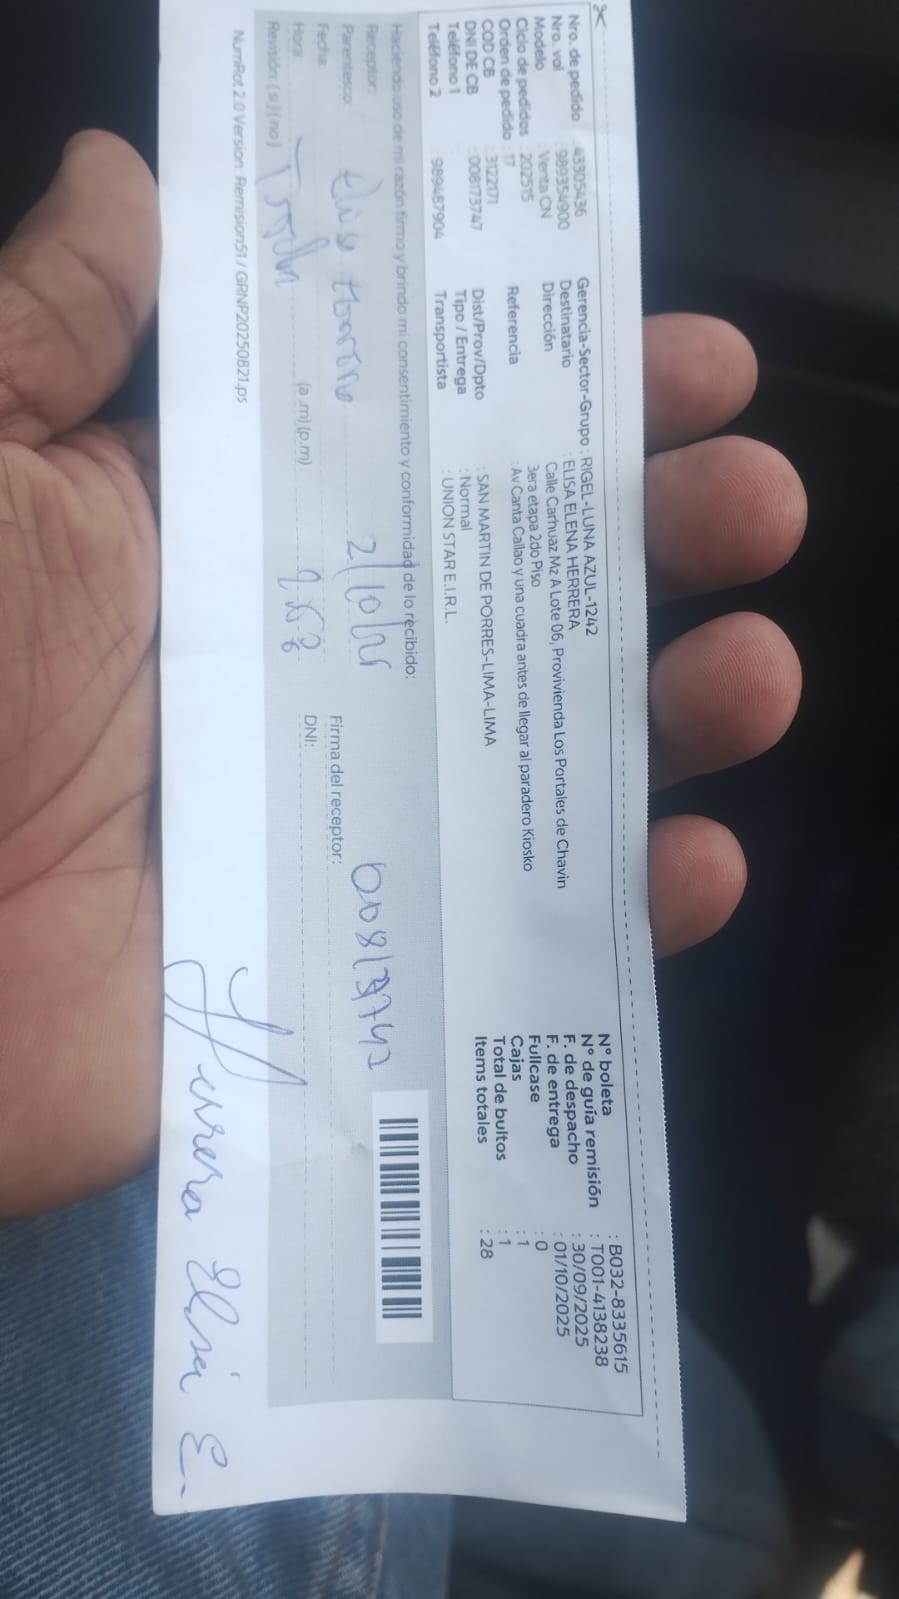 Nro. de pedido : 43305436
Nro. val : 989354900
Modelo : Venta CN
Ciclo de pedidos : 202515
Orden de pedido : 17
COD CB : 3122171
DNI DE CB : 008173747
Teléfono 1 :
Teléfono 2 : 989487904
Gerencia-Sector-Grupo : RIGEL-LUNA AZUL-1242
Destinatario : ELISA ELENA HERRERA
Dirección : Calle Carhuaz Mz A Lote 06, Provivienda Los Portales de Chavin
3era etapa 2do Piso
Referencia : Av Canta Callao y una cuadra antes de llegar al paradero Kiosko
Dist/Prov/Dpto : SAN MARTIN DE PORRES-LIMA-LIMA
Tipo / Entrega : Normal
Transportista : UNION STAR E.I.R.L.
N° boleta : B032-8335615
N° de guía remisión : T001-4138238
F. de despacho : 30/09/2025
F. de entrega : 01/10/2025
Fullcase : 0
Cajas : 1
Total de bultos : 1
Items totales : 28
Haciendo uso de mi razón firmo y brindo mi consentimiento y conformidad de lo recibido:
Receptor:
Parentesco:
Fecha:
Hora: (a .m) (p.m)
Revisión ( si ) ( no )
Firma del receptor:
DNI:
Herrera Elisa E.
NumRot 2.0 Version: Remision51 / GRNP20250821.ps